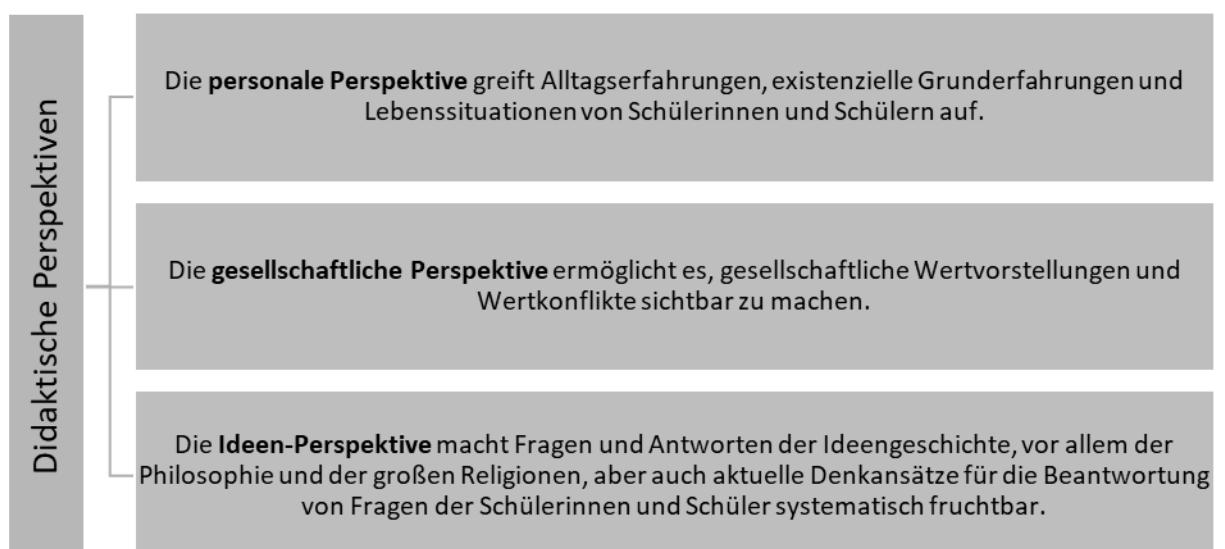 Didaktische Perspektiven
Die personale Perspektive greift Alltagserfahrungen, existenzielle Grunderfahrungen und
Lebenssituationen von Schülerinnen und Schülern auf.
Die gesellschaftliche Perspektive ermöglicht es, gesellschaftliche Wertvorstellungen und
Wertkonflikte sichtbar zu machen.
Die Ideen-Perspektive macht Fragen und Antworten der Ideengeschichte, vor allem der
Philosophie und der großen Religionen, aber auch aktuelle Denkansätze für die Beantwortung
von Fragen der Schülerinnen und Schüler systematisch fruchtbar.